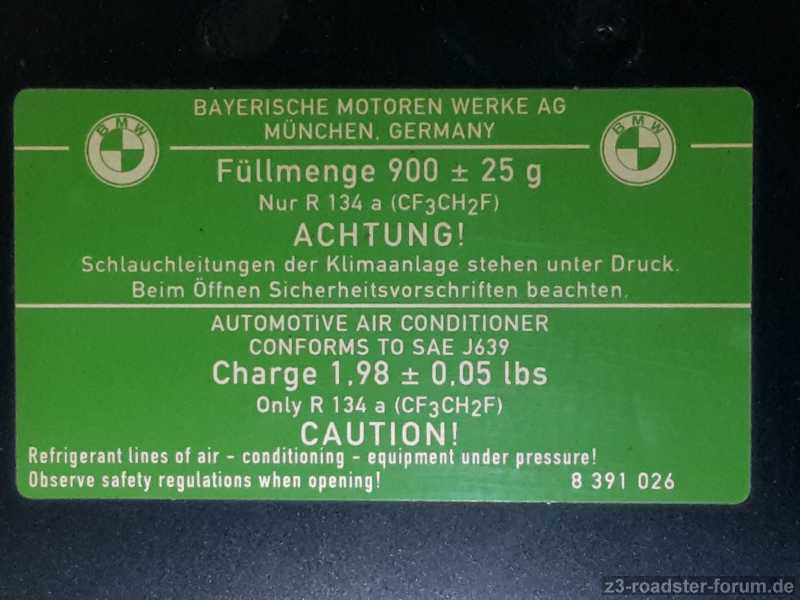 BAYERISCHE MOTOREN WERKE AG
MÜNCHEN, GERMANY
BMW
BMW
Füllmenge 900 ± 25 g
Nur R 134 a (CF3CH2F)
ACHTUNG!
Schlauchleitungen der Klimaanlage stehen unter Druck.
Beim Öffnen Sicherheitsvorschriften beachten.
AUTOMOTiVE AIR CONDITIONER
CONFORMS TO SAE J639
Charge 1,98 ± 0,05 lbs
Only R 134 a (CF3CH2F)
CAUTION!
Refrigerant lines of air - conditioning - equipment under pressure!
Observe safety regulations when opening!
8 391 026
z3-roadster-forum.de